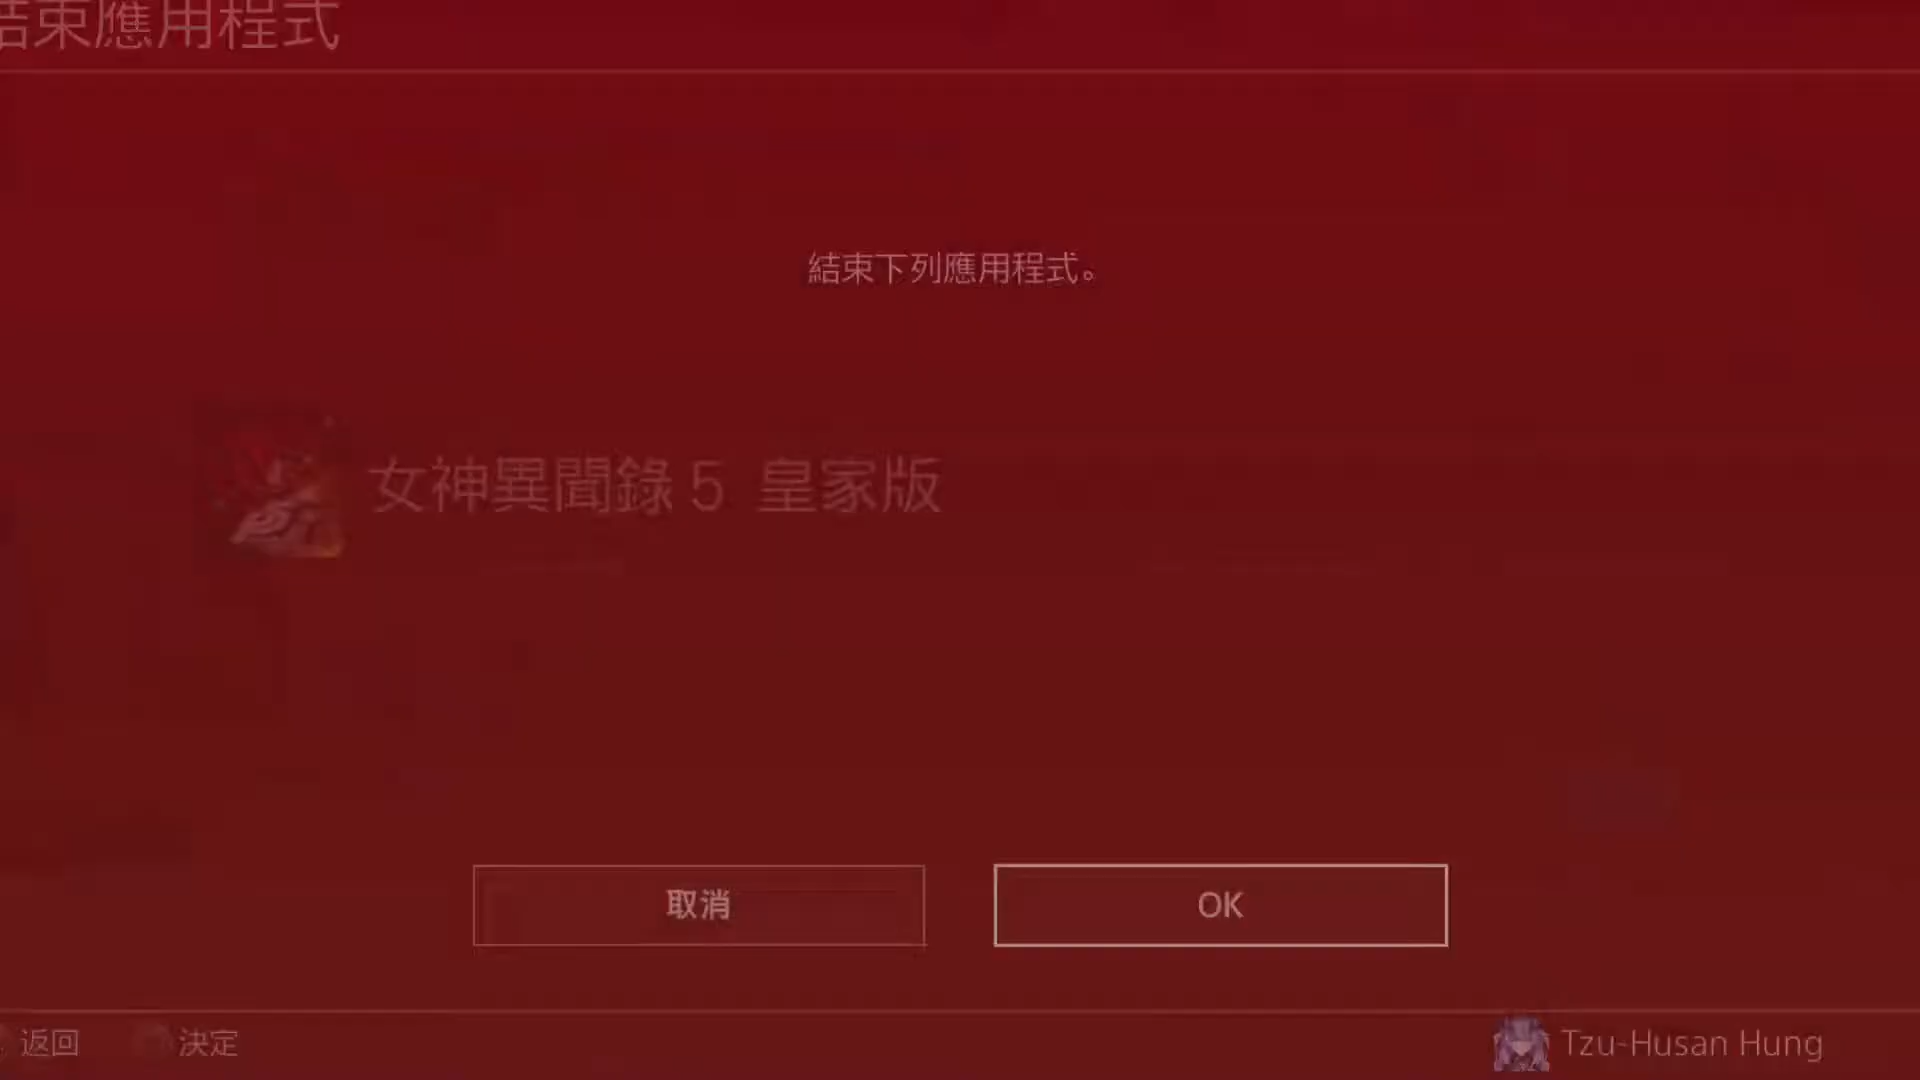 結束應用程式
結束下列應用程式。
女神異聞錄5 皇家版
取消
OK
返回
決定
Tzu-Husan Hung